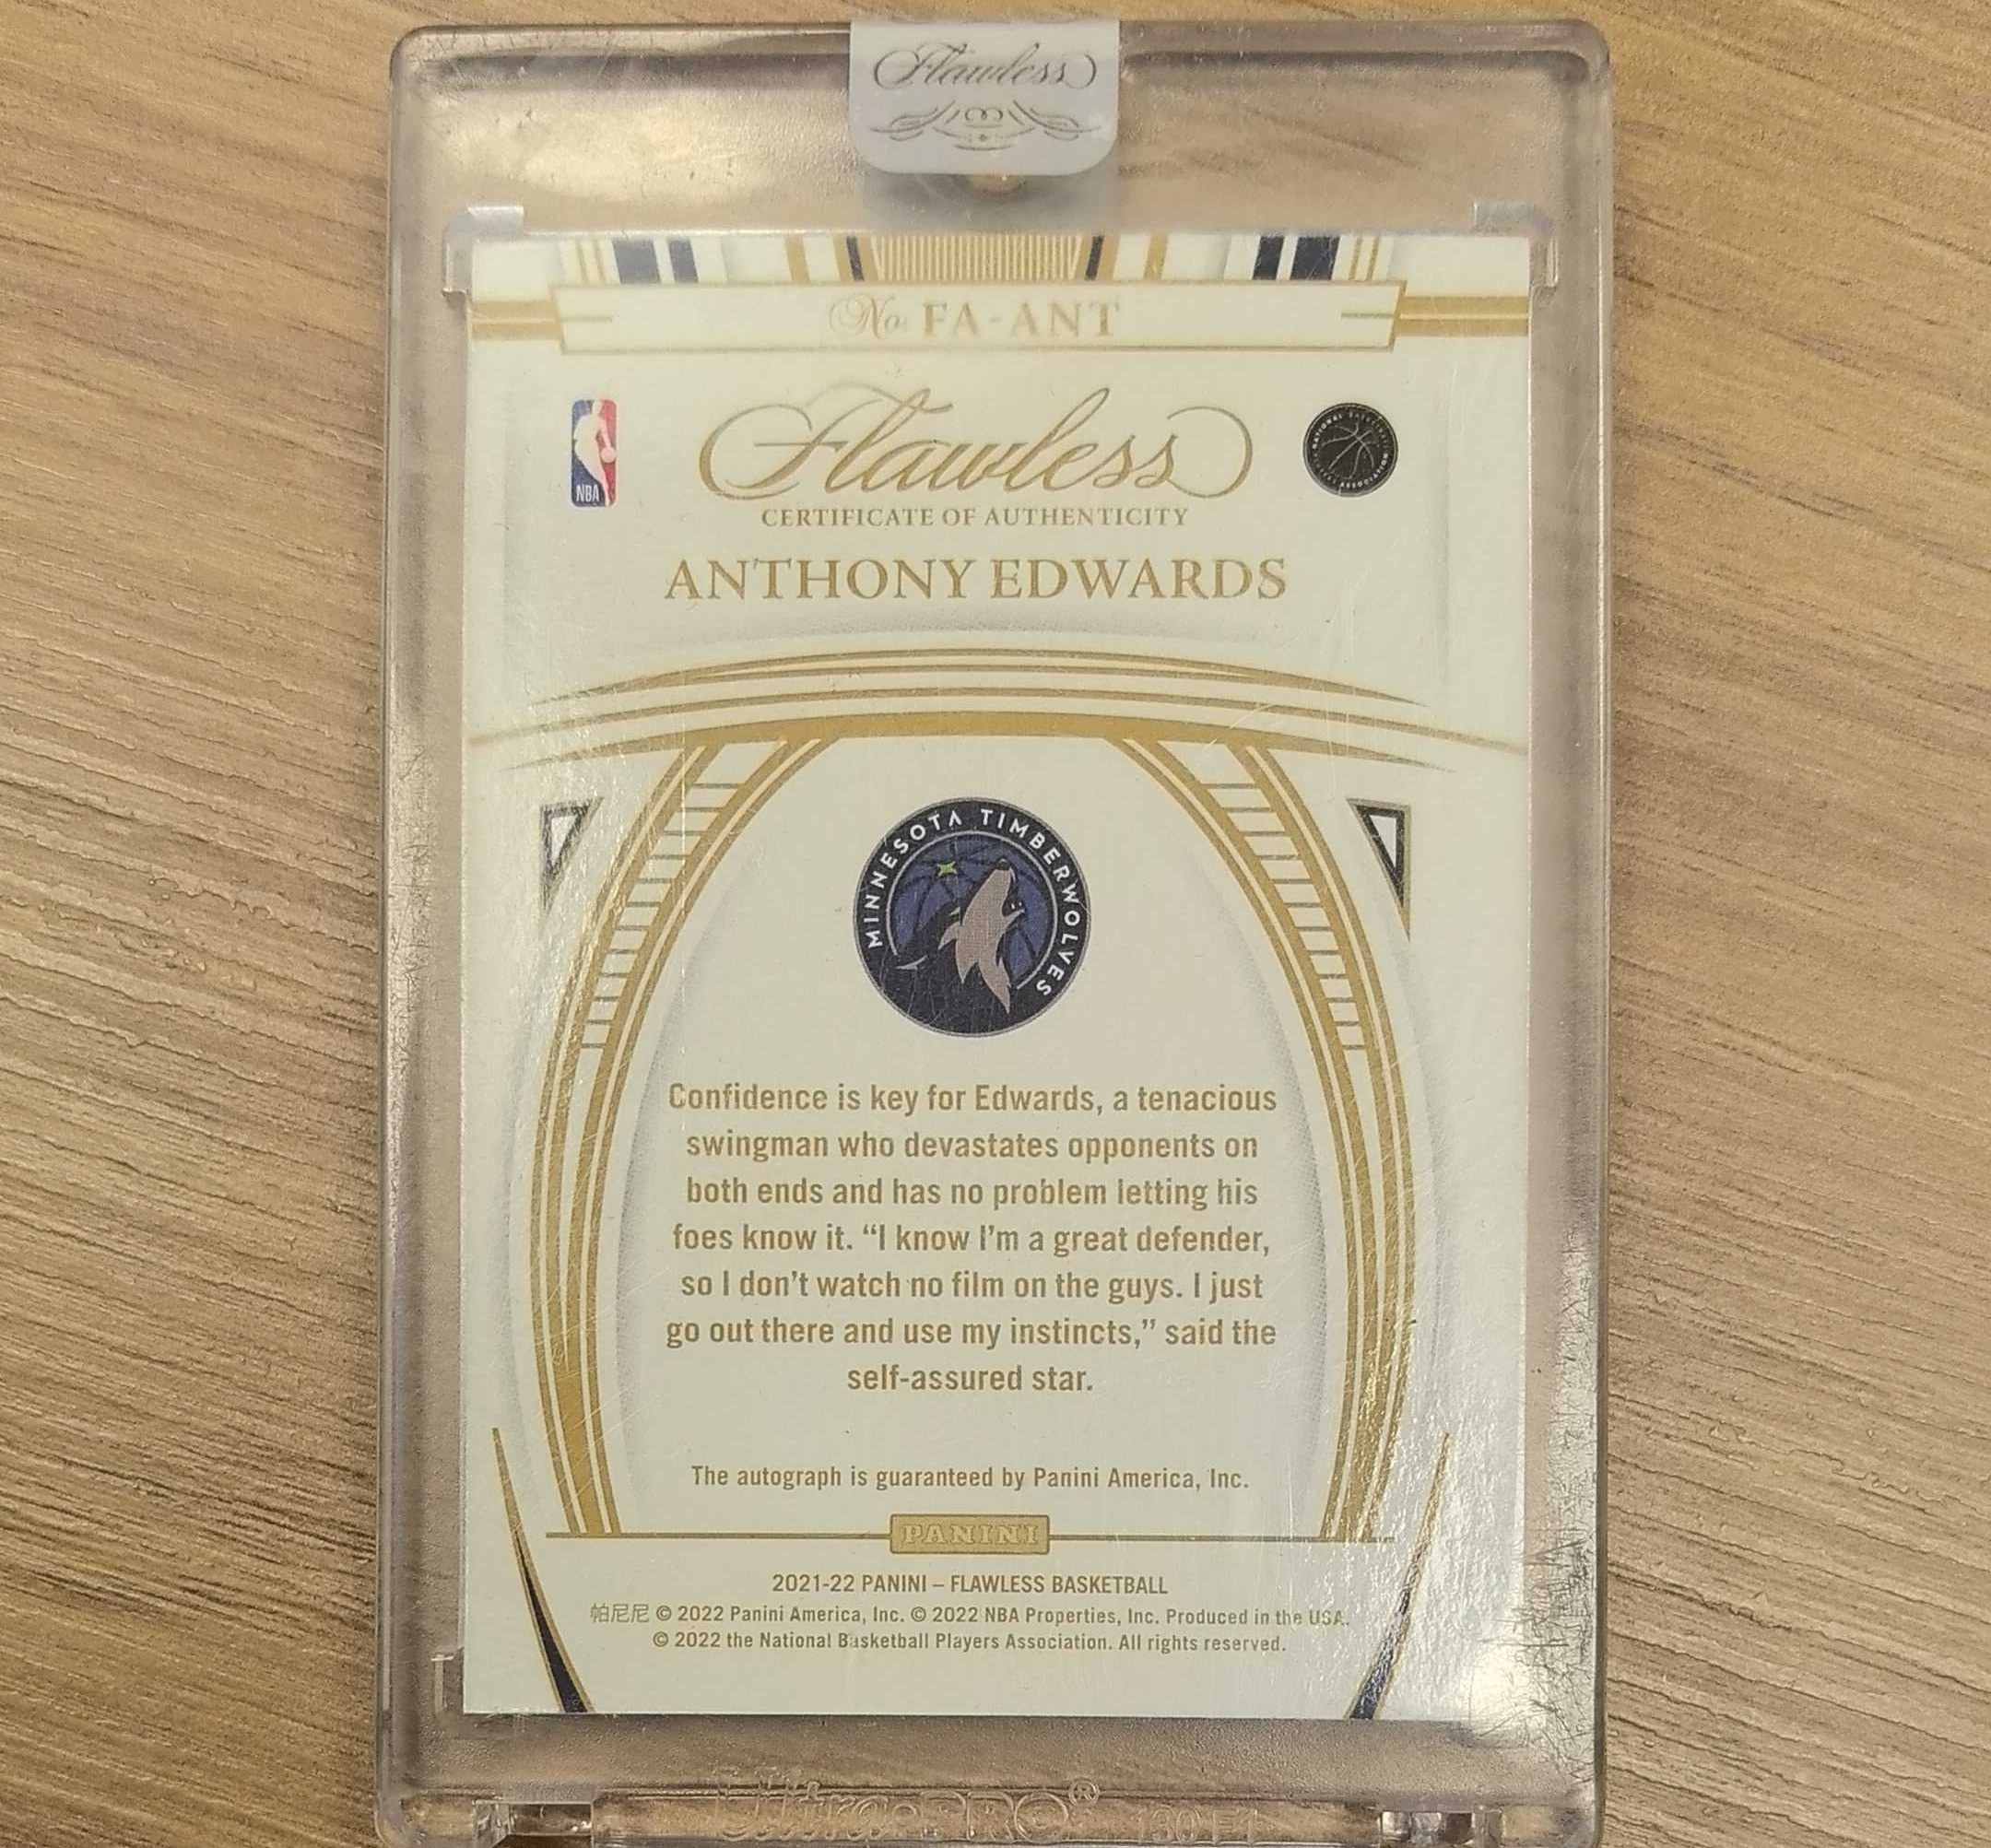 Flawless
No. FA-ANT
NBA
Flawless
CERTIFICATE OF AUTHENTICITY
ANTHONY EDWARDS
MINNESOTA TIMBERWOLVES
Confidence is key for Edwards, a tenacious
swingman who devastates opponents on
both ends and has no problem letting his
foes know it. “I know I’m a great defender,
so I don’t watch no film on the guys. I just
go out there and use my instincts,” said the
self-assured star.
The autograph is guaranteed by Panini America, Inc.
PANINI
2021-22 PANINI – FLAWLESS BASKETBALL
帕尼尼 © 2022 Panini America, Inc. © 2022 NBA Properties, Inc. Produced in the USA.
© 2022 the National Basketball Players Association. All rights reserved.
Ultra•PRO®